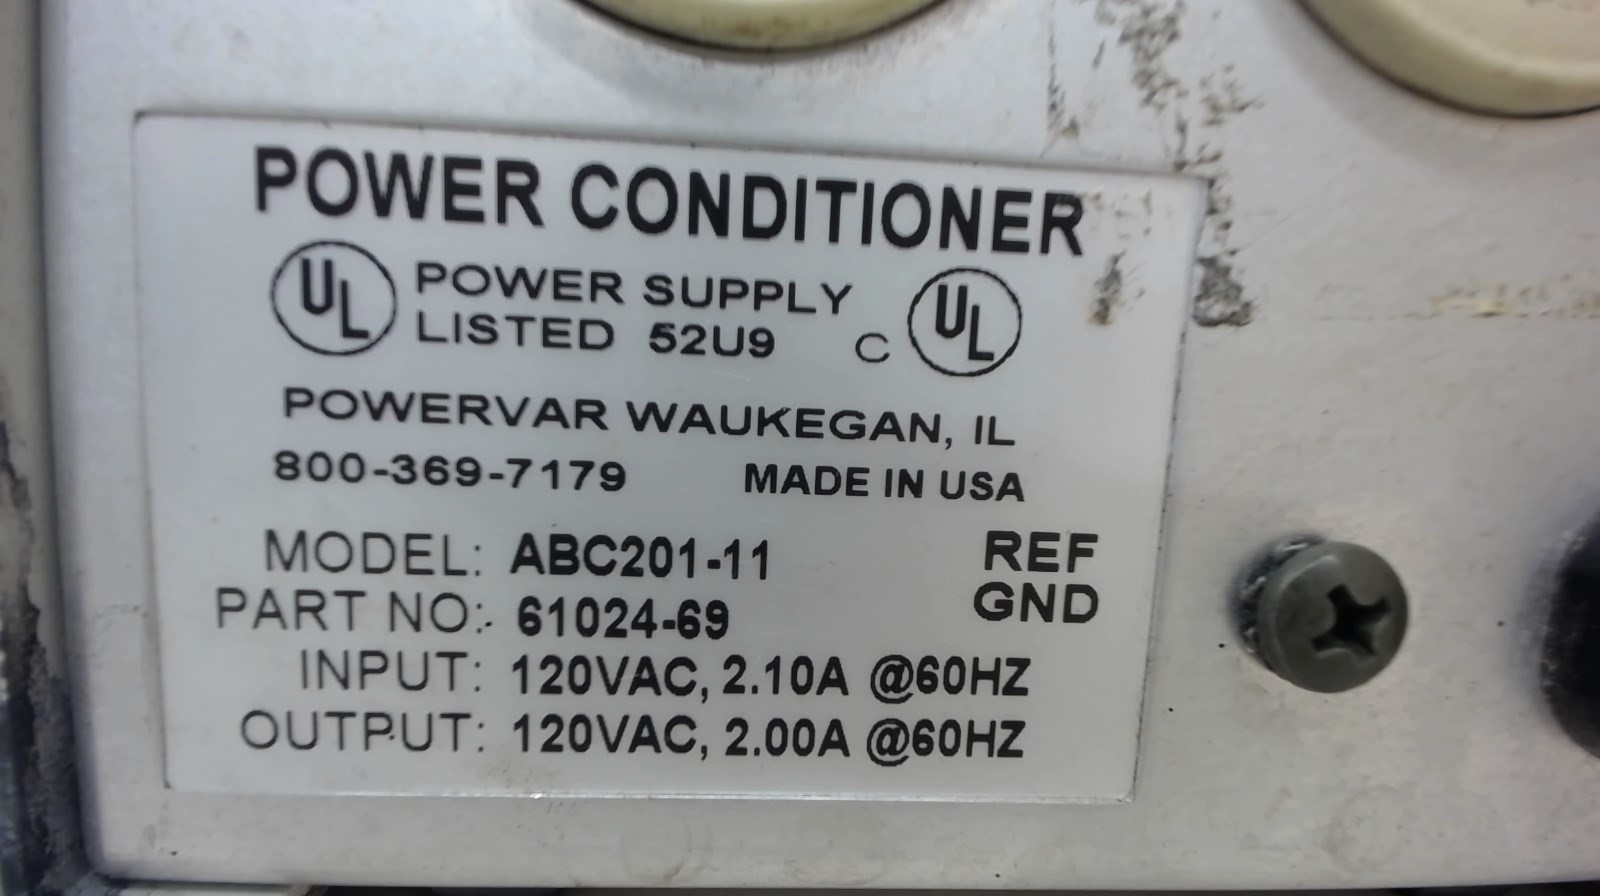 POWER CONDITIONER
UL POWER SUPPLY
LISTED 52U9 C UL
POWERVAR WAUKEGAN, IL
800-369-7179 MADE IN USA
MODEL: ABC201-11 REF
PART NO: 61024-69 GND
INPUT: 120VAC, 2.10A @60HZ
OUTPUT: 120VAC, 2.00A @60HZ